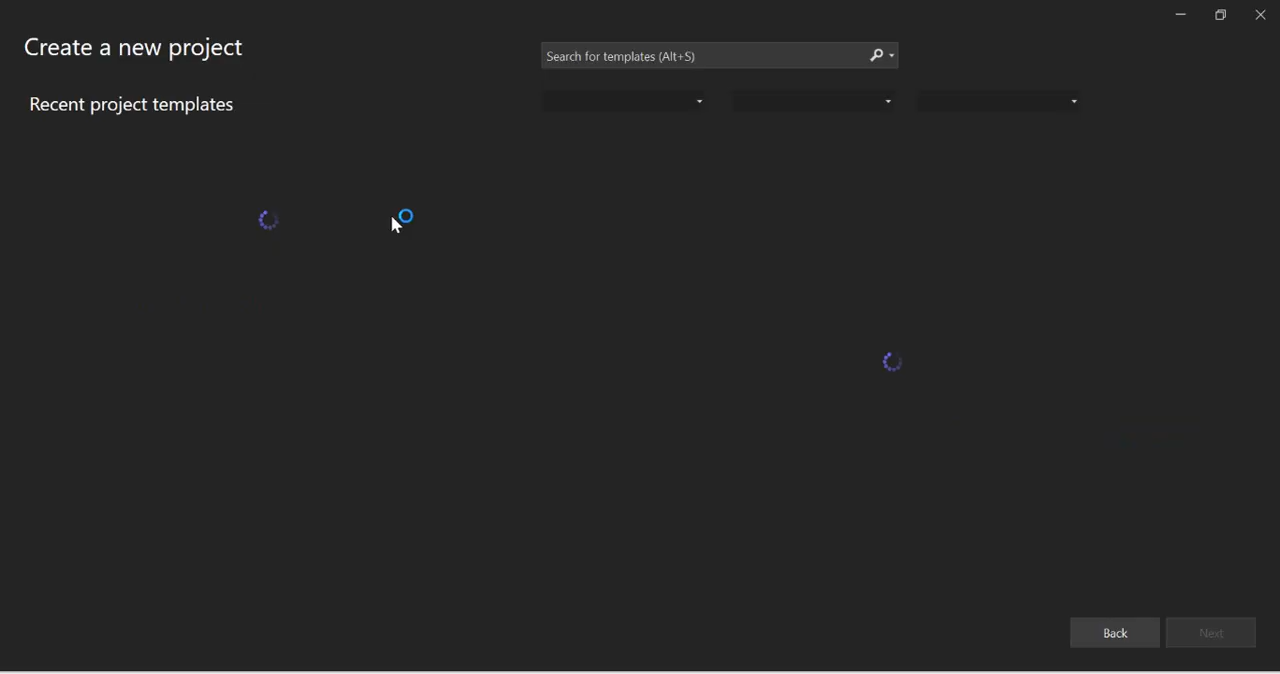 Create a new project
Search for templates (Alt+S)
Recent project templates
Back
Next